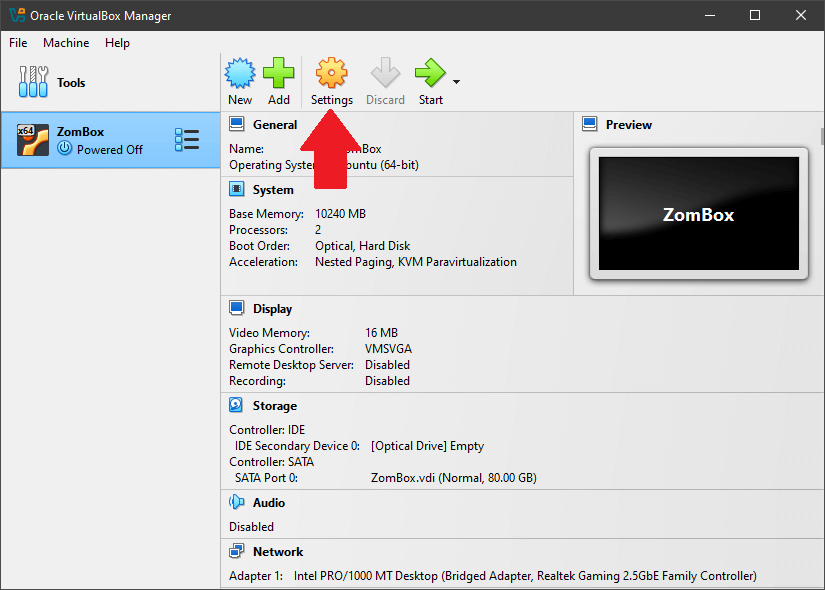 Oracle VirtualBox Manager
File Machine Help
Tools
New Add Settings Discard Start
x64 ZomBox
Powered Off
General
Name: mBox
Operating System buntu (64-bit)
Preview
ZomBox
System
Base Memory: 10240 MB
Processors: 2
Boot Order: Optical, Hard Disk
Acceleration: Nested Paging, KVM Paravirtualization
Display
Video Memory: 16 MB
Graphics Controller: VMSVGA
Remote Desktop Server: Disabled
Recording: Disabled
Storage
Controller: IDE
IDE Secondary Device 0: [Optical Drive] Empty
Controller: SATA
SATA Port 0: ZomBox.vdi (Normal, 80.00 GB)
Audio
Disabled
Network
Adapter 1: Intel PRO/1000 MT Desktop (Bridged Adapter, Realtek Gaming 2.5GbE Family Controller)